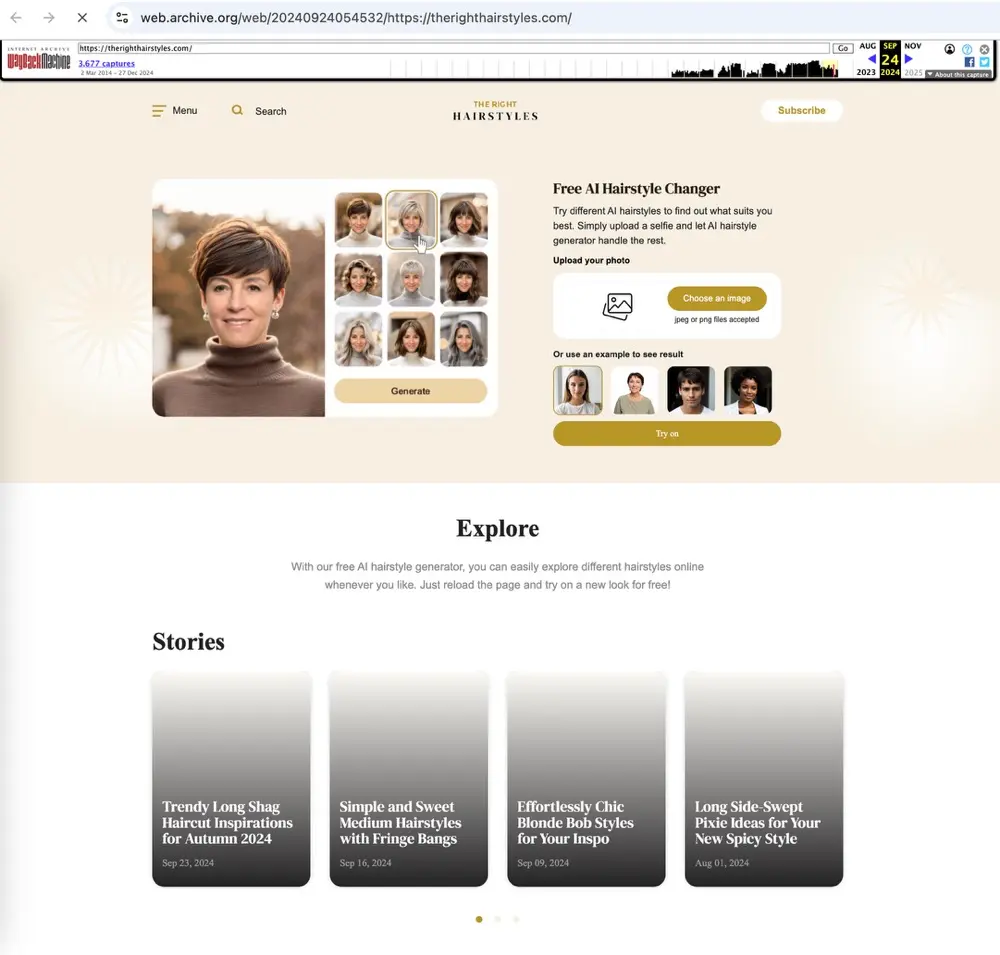 web.archive.org/web/20240924054532/https://therighthairstyles.com/
INTERNET ARCHIVE
WayBackMachine
https://therighthairstyles.com/
Go
AUG SEP NOV
3,677 captures
24
2 Mar 2014 – 27 Dec 2024
2023 2024 2025
About this capture
Menu
Search
THE RIGHT
HAIRSTYLES
Subscribe
Free AI Hairstyle Changer
Try different AI hairstyles to find out what suits you
best. Simply upload a selfie and let AI hairstyle
generator handle the rest.
Upload your photo
Choose an image
jpeg or png files accepted
Or use an example to see result
Generate
Try on
Explore
With our free AI hairstyle generator, you can easily explore different hairstyles online
whenever you like. Just reload the page and try on a new look for free!
Stories
Trendy Long Shag
Haircut Inspirations
for Autumn 2024
Sep 23, 2024
Simple and Sweet
Medium Hairstyles
with Fringe Bangs
Sep 16, 2024
Effortlessly Chic
Blonde Bob Styles
for Your Inspo
Sep 09, 2024
Long Side-Swept
Pixie Ideas for Your
New Spicy Style
Aug 01, 2024